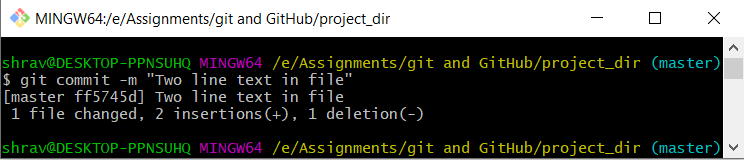 MINGW64:/e/Assignments/git and GitHub/project_dir
shrav@DESKTOP-PPNSUHQ MINGW64 /e/Assignments/git and GitHub/project_dir (master)
$ git commit -m "Two line text in file"
[master ff5745d] Two line text in file
 1 file changed, 2 insertions(+), 1 deletion(-)
shrav@DESKTOP-PPNSUHQ MINGW64 /e/Assignments/git and GitHub/project_dir (master)